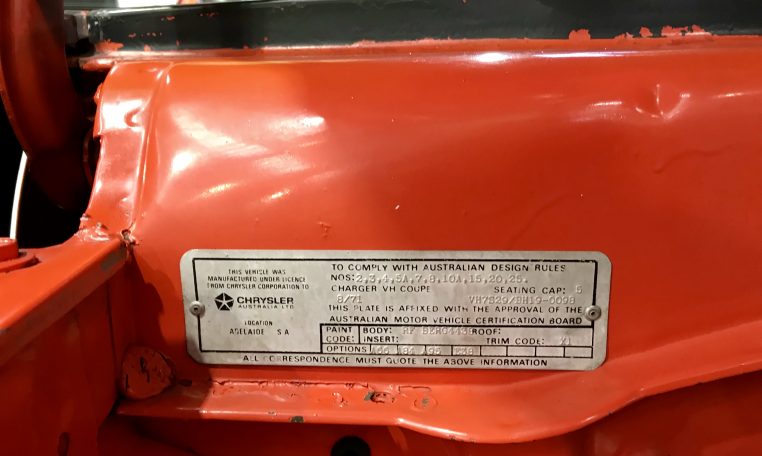 THIS VEHICLE WAS
MANUFACTURED UNDER LICENCE
FROM CHRYSLER CORPORATION TO
CHRYSLER
AUSTRALIA LTD
LOCATION
ADELAIDE S A
TO COMPLY WITH AUSTRALIAN DESIGN RULES
NOS: 2,3,4,5A,7,8,10A,15,20,25.
CHARGER VH COUPE SEATING CAP: 5
8/71 VH7S29/BH19-0098
THIS PLATE IS AFFIXED WITH THE APPROVAL OF THE
AUSTRALIAN MOTOR VEHICLE CERTIFICATION BOARD
PAINT BODY: ROOF:
CODE: INSERT: TRIM CODE: X1
OPTIONS
ALL CORRESPONDENCE MUST QUOTE THE ABOVE INFORMATION